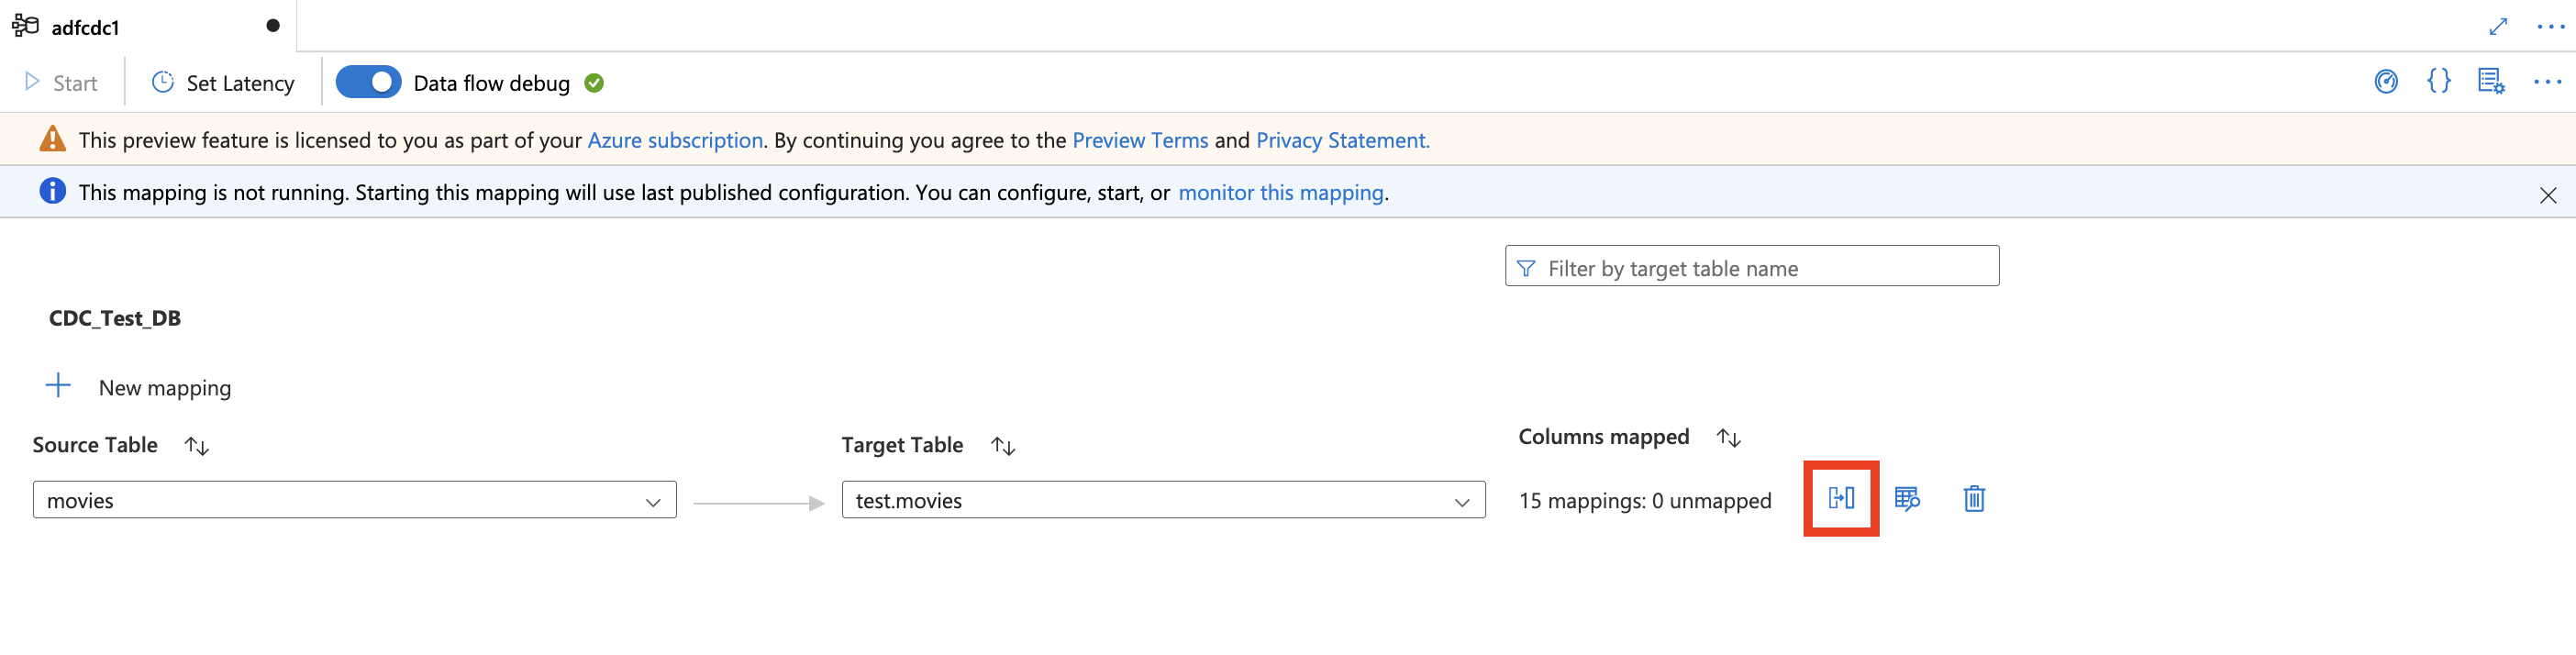 adfcdc1
Start Set Latency Data flow debug
This preview feature is licensed to you as part of your Azure subscription. By continuing you agree to the Preview Terms and Privacy Statement.
This mapping is not running. Starting this mapping will use last published configuration. You can configure, start, or monitor this mapping.
Filter by target table name
CDC_Test_DB
New mapping
Source Table Target Table Columns mapped
movies test.movies 15 mappings: 0 unmapped